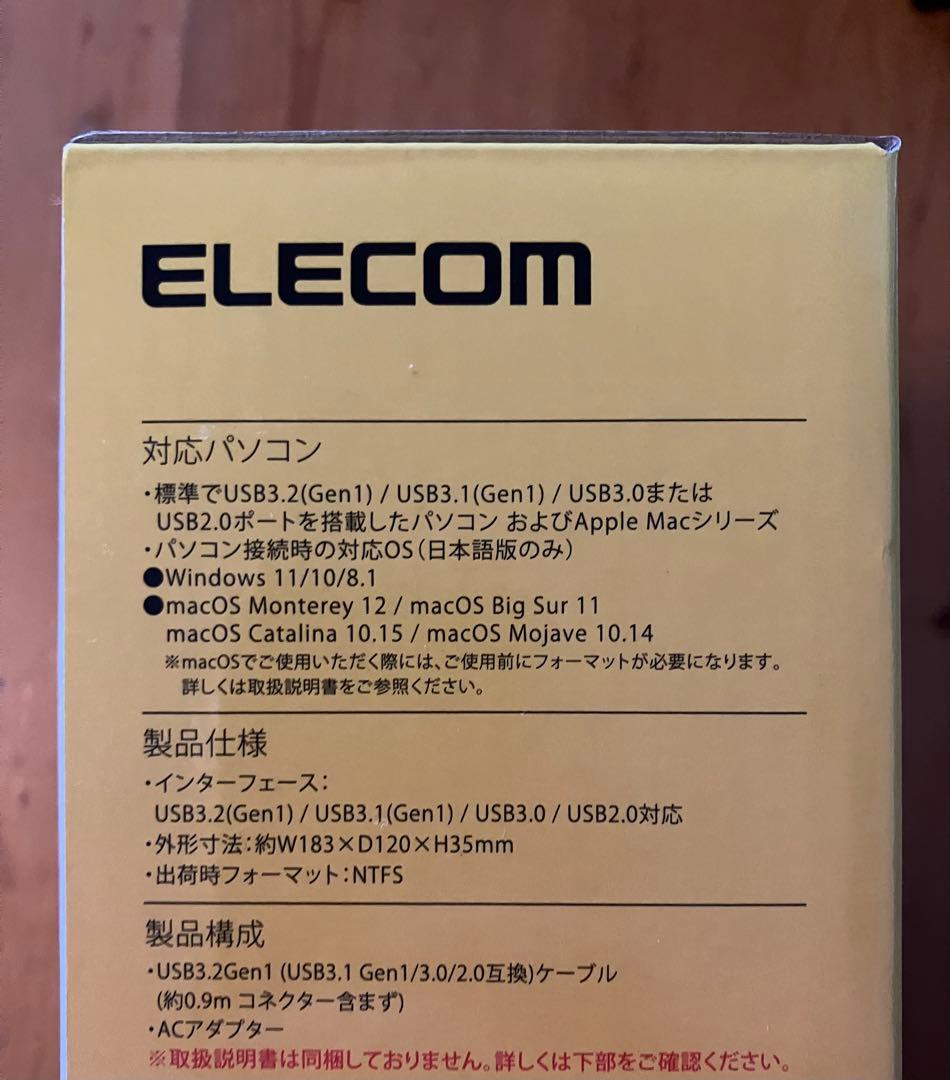 ELECOM
対応パソコン
・標準でUSB3.2(Gen1) / USB3.1(Gen1) / USB3.0または
USB2.0ポートを搭載したパソコン およびApple Macシリーズ
・パソコン接続時の対応OS(日本語版のみ)
●Windows 11/10/8.1
●macOS Monterey 12 / macOS Big Sur 11
macOS Catalina 10.15 / macOS Mojave 10.14
※macOSでご使用いただく際には、ご使用前にフォーマットが必要になります。
詳しくは取扱説明書をご参照ください。
製品仕様
・インターフェース:
USB3.2(Gen1) / USB3.1(Gen1) / USB3.0 / USB2.0対応
・外形寸法:約W183×D120×H35mm
・出荷時フォーマット:NTFS
製品構成
・USB3.2Gen1 (USB3.1 Gen1/3.0/2.0互換)ケーブル
(約0.9m コネクター含まず)
・ACアダプター
※取扱説明書は同梱しておりません。詳しくは下部をご確認ください。